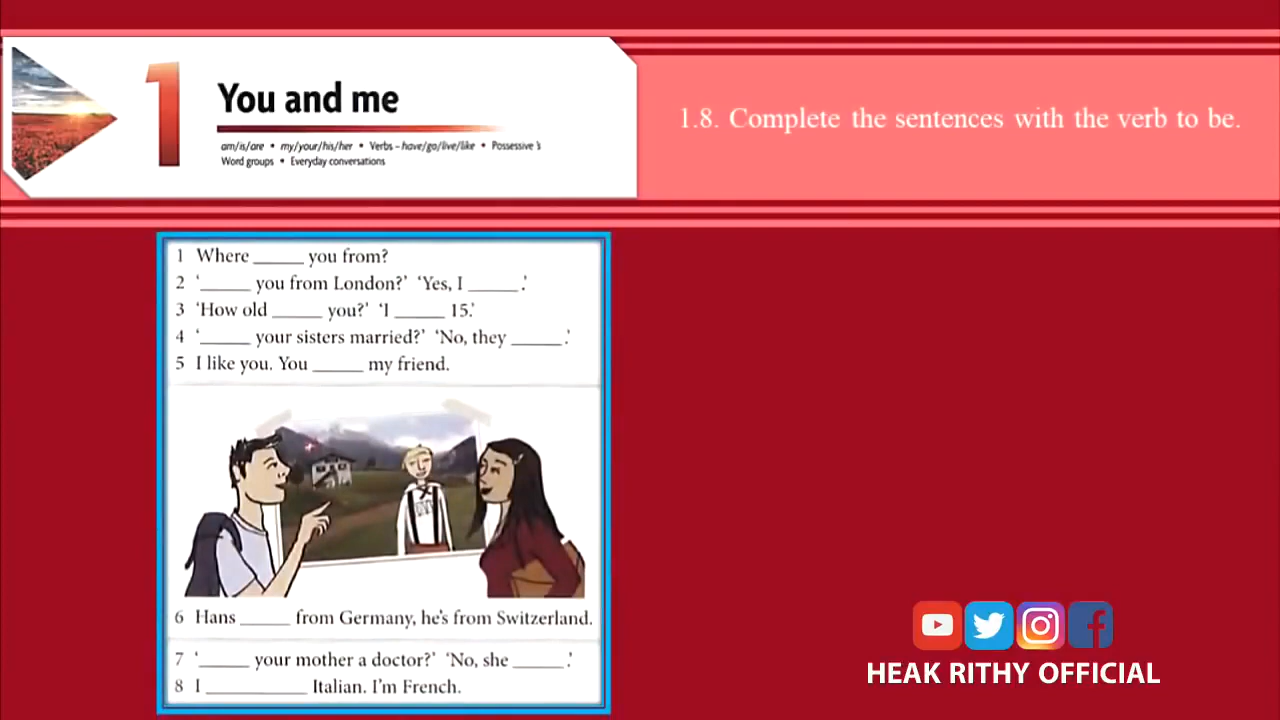 1
You and me
am/is/are • my/your/his/her • Verbs – have/go/live/like • Possessive 's
Word groups • Everyday conversations
1.8. Complete the sentences with the verb to be.
1 Where _____ you from?
2 '_____ you from London?' 'Yes, I _____.'
3 'How old _____ you?' 'I _____ 15.'
4 '_____ your sisters married?' 'No, they _____.'
5 I like you. You _____ my friend.
6 Hans _____ from Germany, he's from Switzerland.
7 '_____ your mother a doctor?' 'No, she _____.'
8 I __________ Italian. I'm French.
HEAK RITHY OFFICIAL